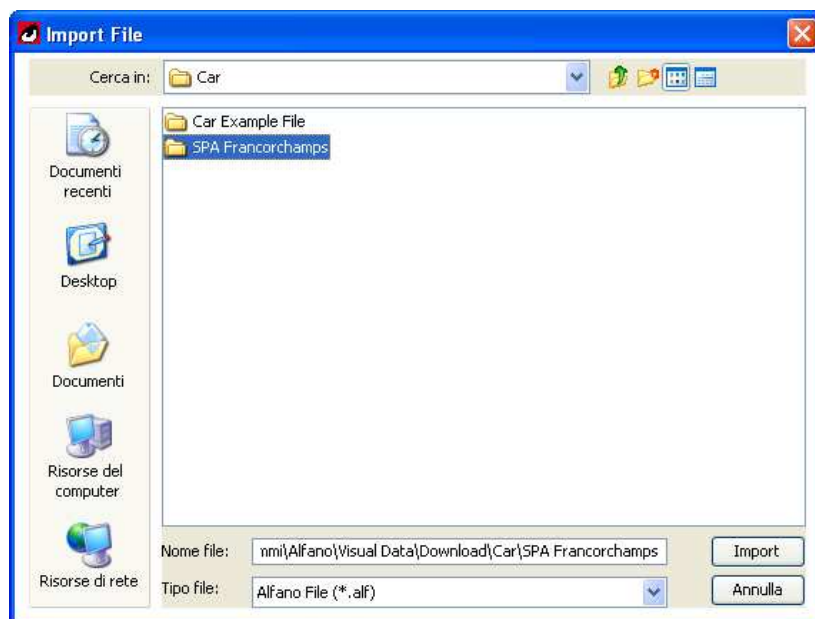 Import File
Cerca in: Car
Car Example File
SPA Francorchamps
Documenti
recenti
Desktop
Documenti
Risorse del
computer
Risorse di rete
Nome file: nmi\Alfano\Visual Data\Download\Car\SPA Francorchamps Import
Tipo file: Alfano File (*.alf) Annulla